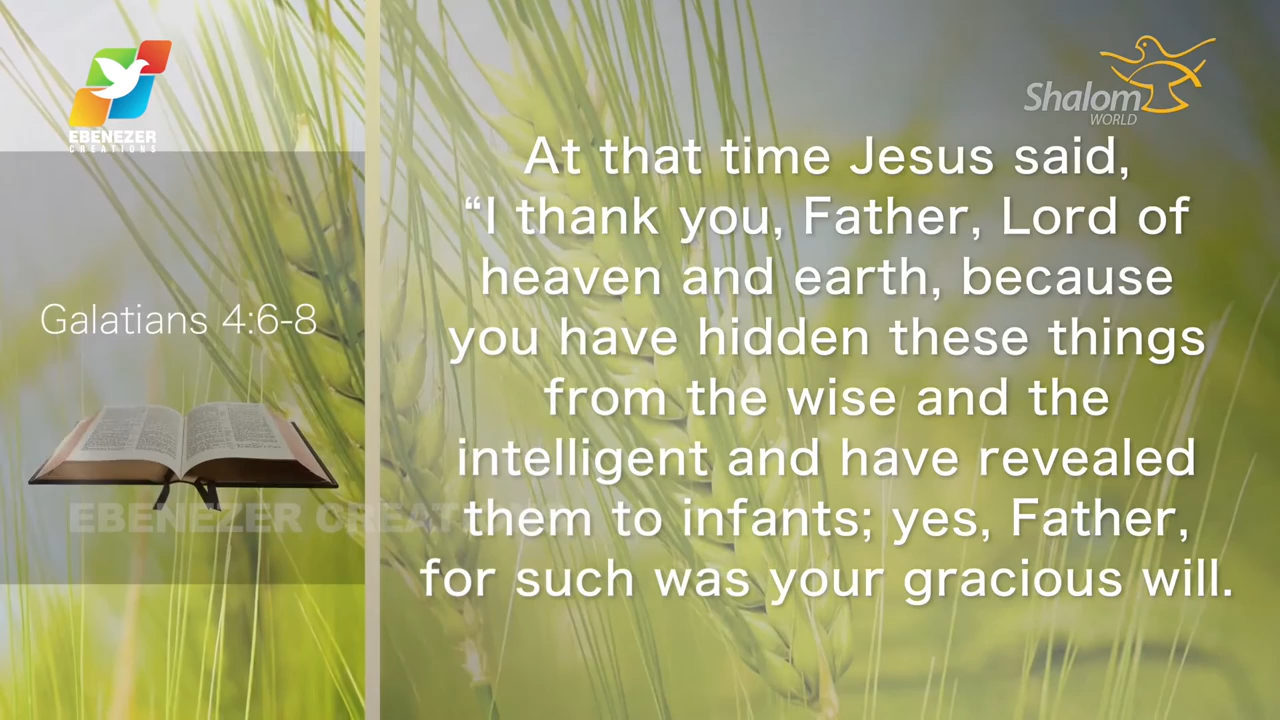 EBENEZER
CREATIONS
Shalom
WORLD
Galatians 4:6-8
At that time Jesus said,
“I thank you, Father, Lord of
heaven and earth, because
you have hidden these things
from the wise and the
intelligent and have revealed
them to infants; yes, Father,
for such was your gracious will.
EBENEZER CREAT